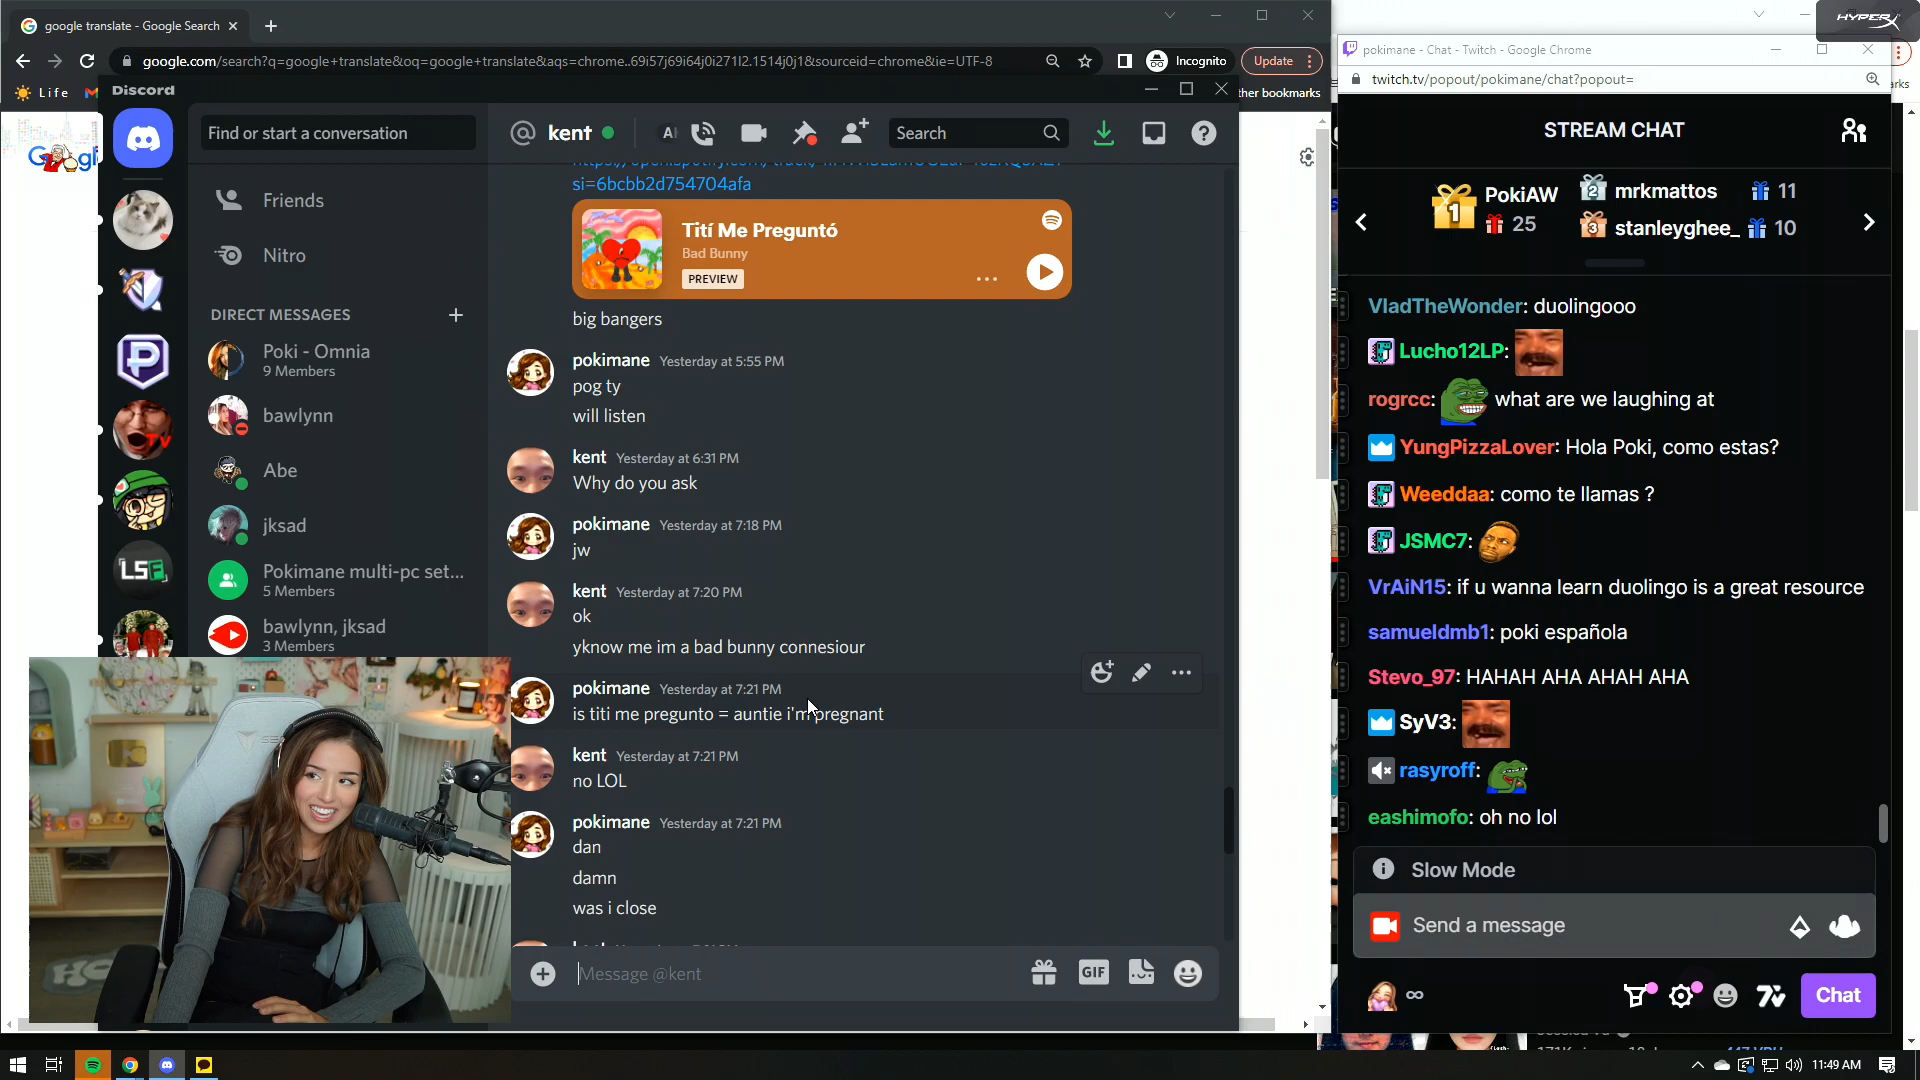 google translate - Google Search
google.com/search?q=google+translate&oq=google+translate&aqs=chrome..69i57j69i64j0i271l2.1514j0j1&sourceid=chrome&ie=UTF-8
Incognito
Update
Life
Discord
ther bookmarks
Find or start a conversation
kent
Search
Friends
Nitro
DIRECT MESSAGES
Poki - Omnia
9 Members
bawlynn
Abe
jksad
Pokimane multi-pc set...
5 Members
bawlynn, jksad
3 Members
LSF
TV
si=6bcbb2d754704afa
Tití Me Preguntó
Bad Bunny
PREVIEW
big bangers
pokimane Yesterday at 5:55 PM
pog ty
will listen
kent Yesterday at 6:31 PM
Why do you ask
pokimane Yesterday at 7:18 PM
jw
kent Yesterday at 7:20 PM
ok
yknow me im a bad bunny connesiour
pokimane Yesterday at 7:21 PM
is titi me pregunto = auntie i'm pregnant
kent Yesterday at 7:21 PM
no LOL
pokimane Yesterday at 7:21 PM
dan
damn
was i close
Message @kent
GIF
HYPERX
pokimane - Chat - Twitch - Google Chrome
twitch.tv/popout/pokimane/chat?popout=
arks
STREAM CHAT
1 PokiAW
25
2 mrkmattos 11
3 stanleyghee_ 10
VladTheWonder: duolingooo
Lucho12LP:
rogrcc: what are we laughing at
YungPizzaLover: Hola Poki, como estas?
Weeddaa: como te llamas ?
JSMC7:
VrAiN15: if u wanna learn duolingo is a great resource
samueldmb1: poki española
Stevo_97: HAHAH AHA AHAH AHA
SyV3:
rasyroff:
eashimofo: oh no lol
Slow Mode
Send a message
∞
Chat
11:49 AM